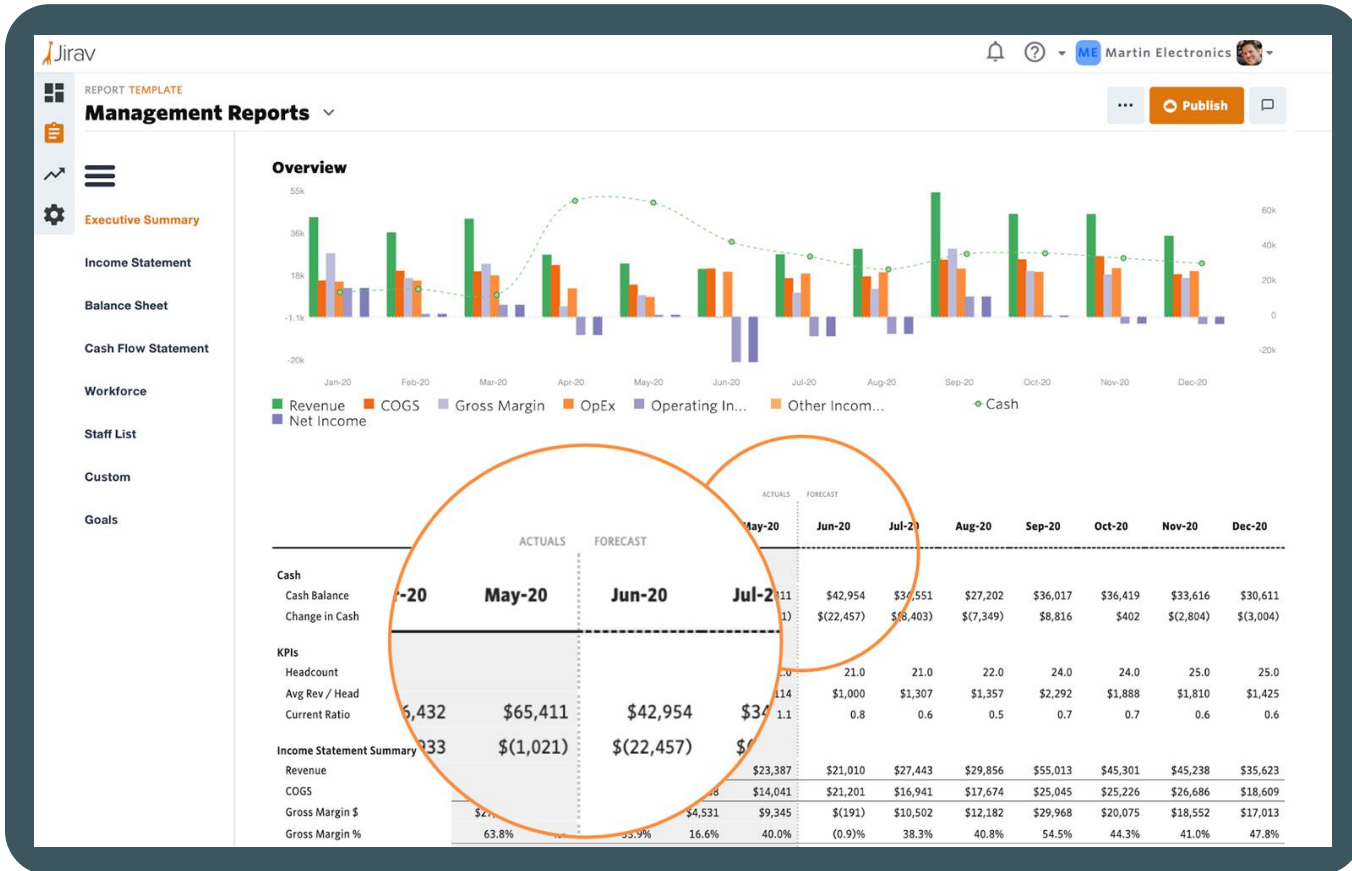 Jirav
ME Martin Electronics
REPORT TEMPLATE
Management Reports
... Publish
Executive Summary
Income Statement
Balance Sheet
Cash Flow Statement
Workforce
Staff List
Custom
Goals
Overview
55k
36k
18k
-1.1k
-20k
60k
40k
20k
0
-20k
Jan-20 Feb-20 Mar-20 Apr-20 May-20 Jun-20 Jul-20 Aug-20 Sep-20 Oct-20 Nov-20 Dec-20
Revenue COGS Gross Margin OpEx Operating In... Other Incom... Cash
Net Income
ACTUALS FORECAST
May-20 Jun-20 Jul-20 Aug-20 Sep-20 Oct-20 Nov-20 Dec-20
ACTUALS FORECAST
-20 May-20 Jun-20 Jul-2
$65,411 $42,954 $34
$(1,021) $(22,457)
Cash
Cash Balance $42,954 $34,551 $27,202 $36,017 $36,419 $33,616 $30,611
Change in Cash $(22,457) $(8,403) $(7,349) $8,816 $402 $(2,804) $(3,004)
KPIs
Headcount 21.0 21.0 22.0 24.0 24.0 25.0 25.0
Avg Rev / Head $1,000 $1,307 $1,357 $2,292 $1,888 $1,810 $1,425
Current Ratio 1.1 0.8 0.6 0.5 0.7 0.7 0.6 0.6
Income Statement Summary
Revenue $23,387 $21,010 $27,443 $29,856 $55,013 $45,301 $45,238 $35,623
COGS $14,041 $21,201 $16,941 $17,674 $25,045 $25,226 $26,686 $18,609
Gross Margin $ $4,531 $9,345 $(191) $10,502 $12,182 $29,968 $20,075 $18,552 $17,013
Gross Margin % 63.8% 16.6% 40.0% (0.9)% 38.3% 40.8% 54.5% 44.3% 41.0% 47.8%